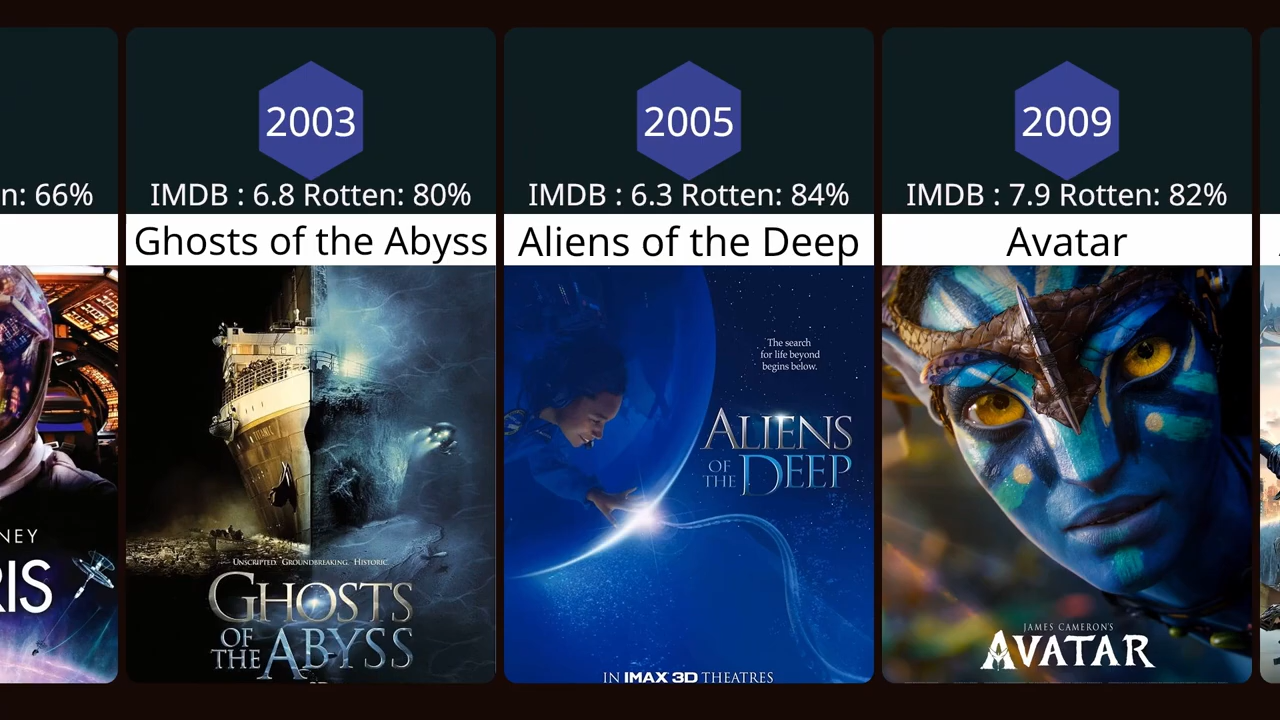 n: 66%
NEY
RIS
2003
IMDB : 6.8 Rotten: 80%
Ghosts of the Abyss
UNSCRIPTED. GROUNDBREAKING. HISTORIC.
GHOSTS
OF
THE ABYSS
2005
IMDB : 6.3 Rotten: 84%
Aliens of the Deep
The search
for life beyond
begins below.
ALIENS
OF
THE DEEP
IN IMAX 3D THEATRES
2009
IMDB : 7.9 Rotten: 82%
Avatar
JAMES CAMERON'S
AVATAR